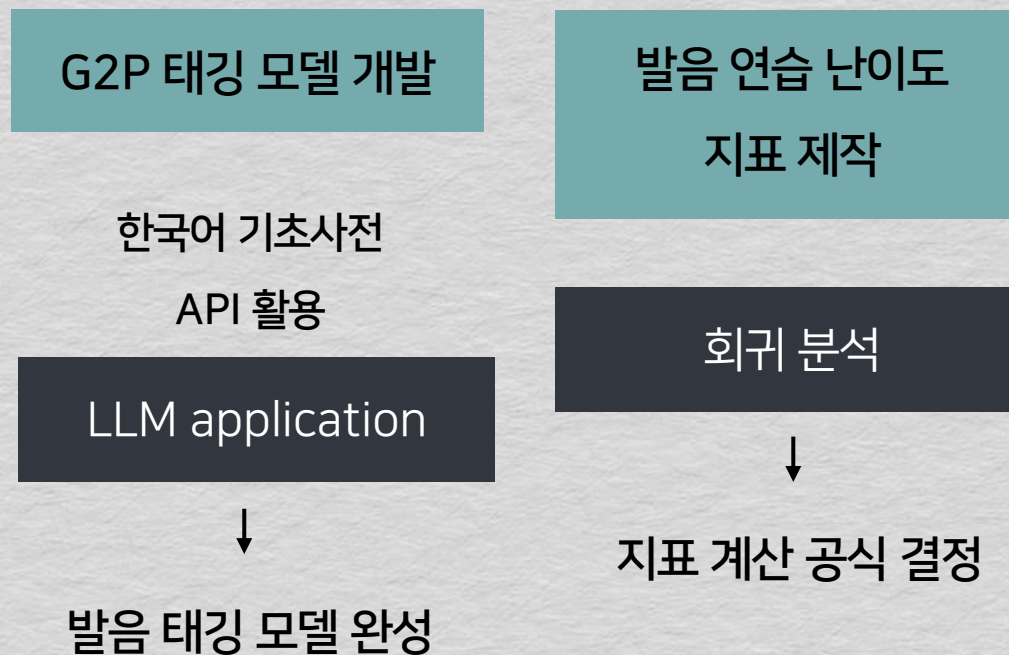 G2P 태깅 모델 개발
한국어 기초사전
API 활용
LLM application
↓
발음 태깅 모델 완성
발음 연습 난이도
지표 제작
회귀 분석
↓
지표 계산 공식 결정